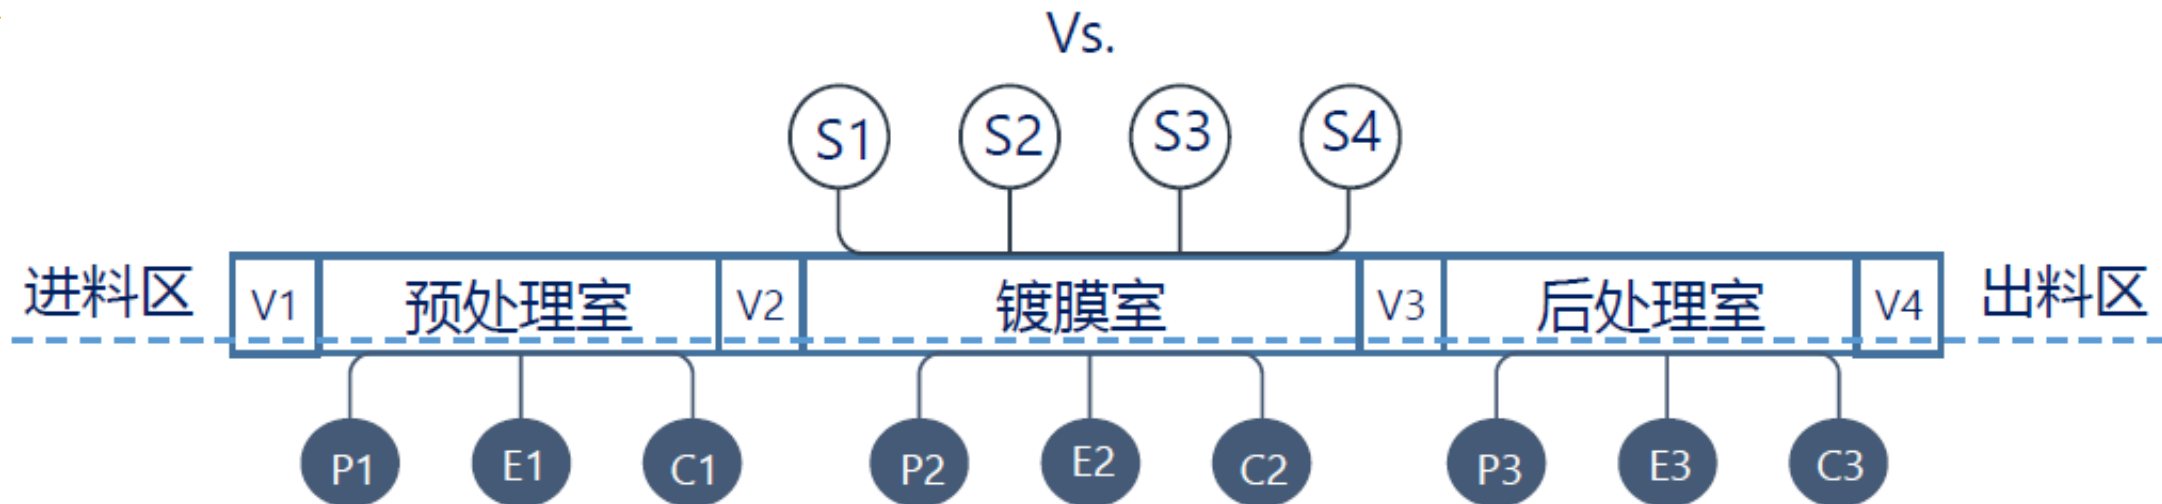 Vs.
S1 S2 S3 S4
进料区 V1 预处理室 V2 镀膜室 V3 后处理室 V4 出料区
P1 E1 C1 P2 E2 C2 P3 E3 C3